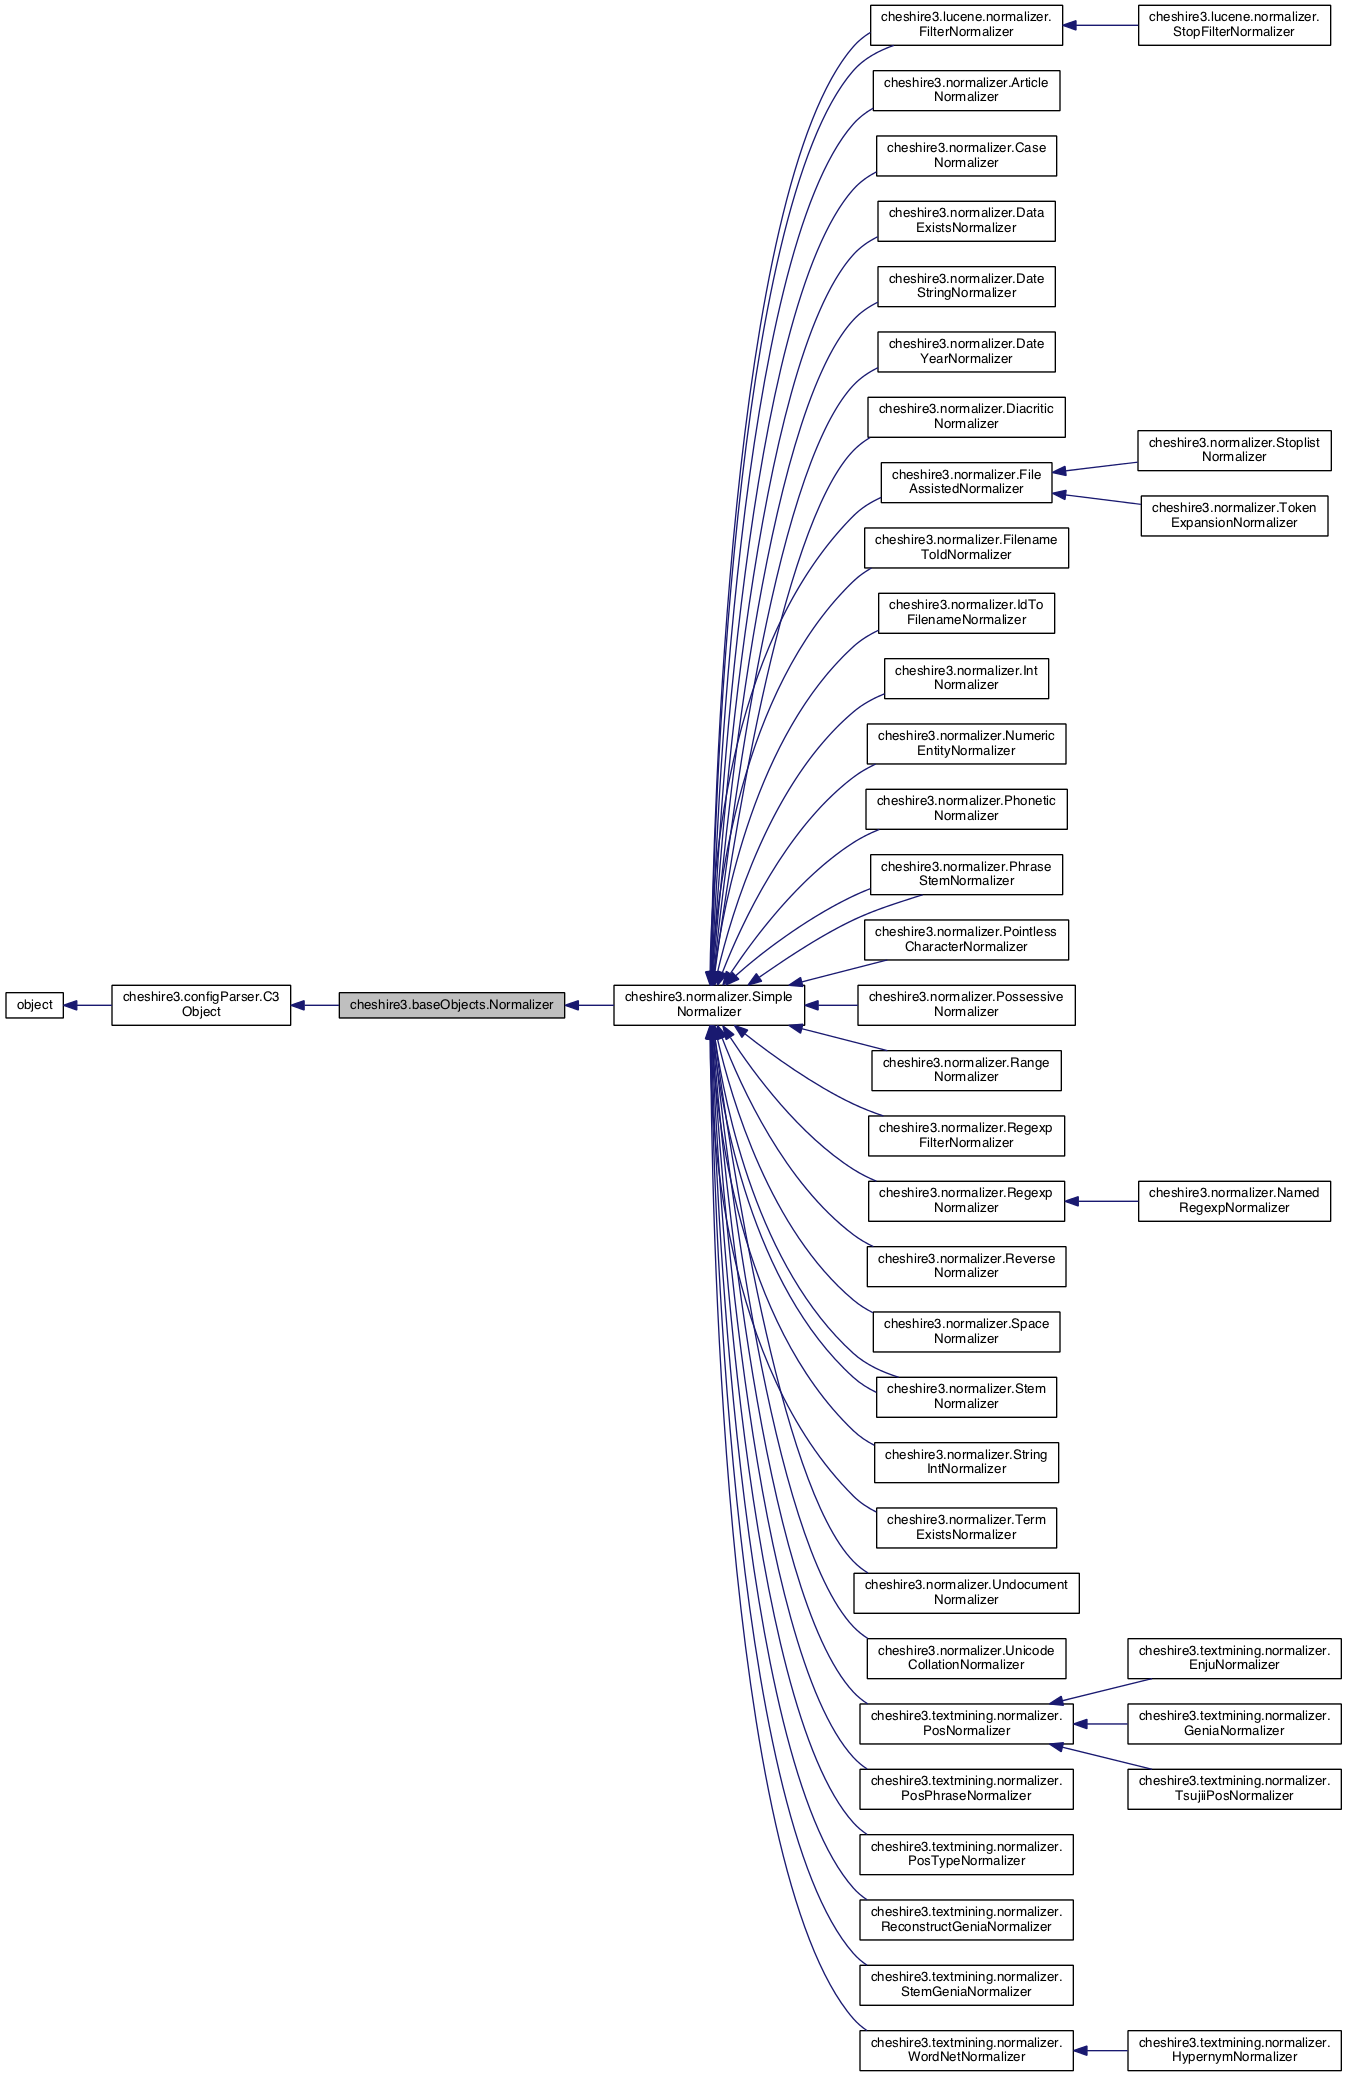 object
cheshire3.configParser.C3
Object
cheshire3.baseObjects.Normalizer
cheshire3.normalizer.Simple
Normalizer
cheshire3.lucene.normalizer.
FilterNormalizer
cheshire3.lucene.normalizer.
StopFilterNormalizer
cheshire3.normalizer.Article
Normalizer
cheshire3.normalizer.Case
Normalizer
cheshire3.normalizer.Data
ExistsNormalizer
cheshire3.normalizer.Date
StringNormalizer
cheshire3.normalizer.Date
YearNormalizer
cheshire3.normalizer.Diacritic
Normalizer
cheshire3.normalizer.File
AssistedNormalizer
cheshire3.normalizer.Stoplist
Normalizer
cheshire3.normalizer.Token
ExpansionNormalizer
cheshire3.normalizer.Filename
ToIdNormalizer
cheshire3.normalizer.IdTo
FilenameNormalizer
cheshire3.normalizer.Int
Normalizer
cheshire3.normalizer.Numeric
EntityNormalizer
cheshire3.normalizer.Phonetic
Normalizer
cheshire3.normalizer.Phrase
StemNormalizer
cheshire3.normalizer.Pointless
CharacterNormalizer
cheshire3.normalizer.Possessive
Normalizer
cheshire3.normalizer.Range
Normalizer
cheshire3.normalizer.Regexp
FilterNormalizer
cheshire3.normalizer.Regexp
Normalizer
cheshire3.normalizer.Named
RegexpNormalizer
cheshire3.normalizer.Reverse
Normalizer
cheshire3.normalizer.Space
Normalizer
cheshire3.normalizer.Stem
Normalizer
cheshire3.normalizer.String
IntNormalizer
cheshire3.normalizer.Term
ExistsNormalizer
cheshire3.normalizer.Undocument
Normalizer
cheshire3.normalizer.Unicode
CollationNormalizer
cheshire3.textmining.normalizer.
PosNormalizer
cheshire3.textmining.normalizer.
EnjuNormalizer
cheshire3.textmining.normalizer.
GeniaNormalizer
cheshire3.textmining.normalizer.
TsujiiPosNormalizer
cheshire3.textmining.normalizer.
PosPhraseNormalizer
cheshire3.textmining.normalizer.
PosTypeNormalizer
cheshire3.textmining.normalizer.
ReconstructGeniaNormalizer
cheshire3.textmining.normalizer.
StemGeniaNormalizer
cheshire3.textmining.normalizer.
WordNetNormalizer
cheshire3.textmining.normalizer.
HypernymNormalizer